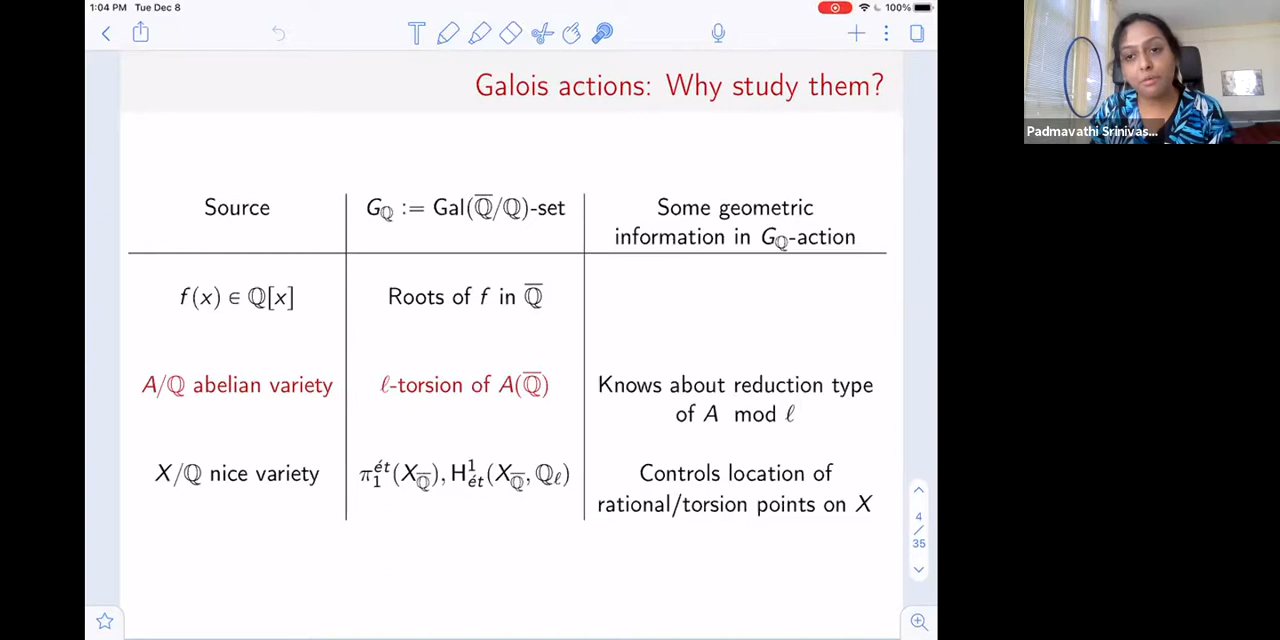 1:04 PM Tue Dec 8
100%
T
Galois actions: Why study them?
Source
G_ℚ := Gal(ℚ̅/ℚ)-set
Some geometric
information in G_ℚ-action
f(x) ∈ ℚ[x]
Roots of f in ℚ̅
A/ℚ abelian variety
ℓ-torsion of A(ℚ̅)
Knows about reduction type
of A mod ℓ
X/ℚ nice variety
π₁^ét(X_ℚ̅), H¹_ét(X_ℚ̅, ℚ_ℓ)
Controls location of
rational/torsion points on X
4
/
35
Padmavathi Srinivas...